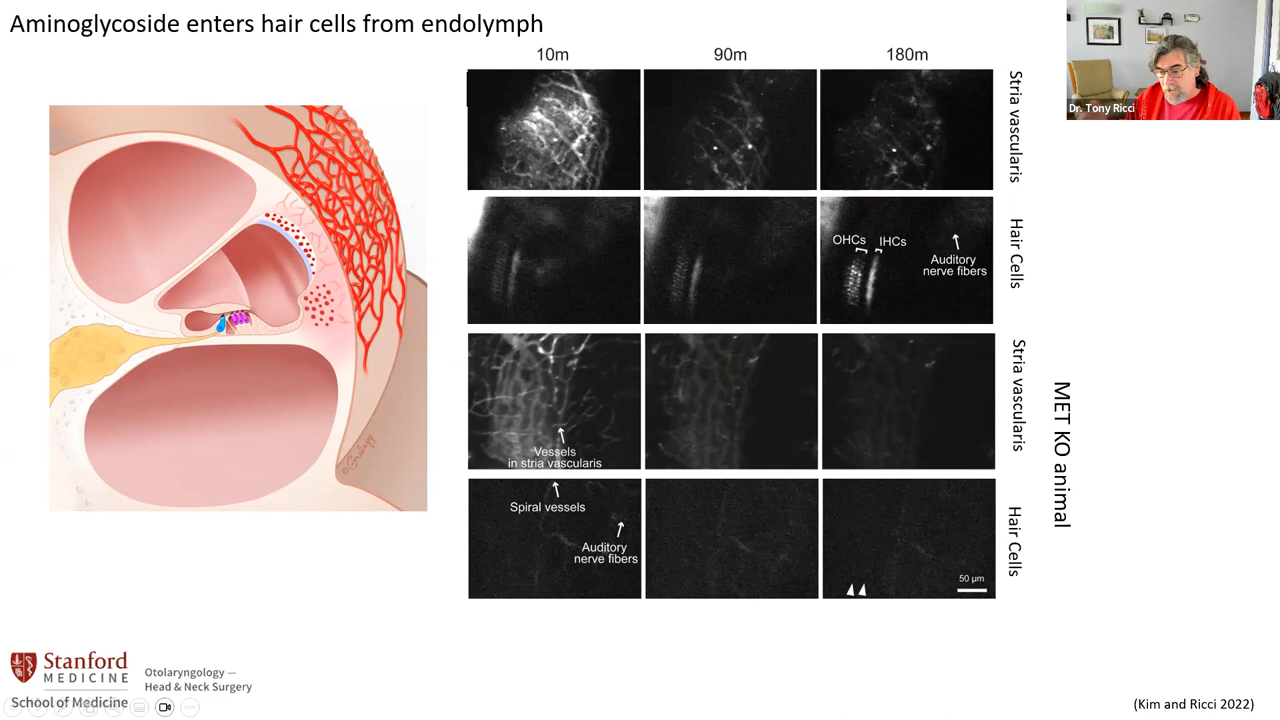 Aminoglycoside enters hair cells from endolymph
10m
90m
180m
Dr. Tony Ricci
Stria vascularis
OHCs
IHCs
Auditory
nerve fibers
Hair Cells
Vessels
in stria vascularis
Stria vascularis
MET KO animal
Spiral vessels
Auditory
nerve fibers
50 μm
Hair Cells
Stanford
MEDICINE
School of Medicine
Otolaryngology —
Head & Neck Surgery
(Kim and Ricci 2022)